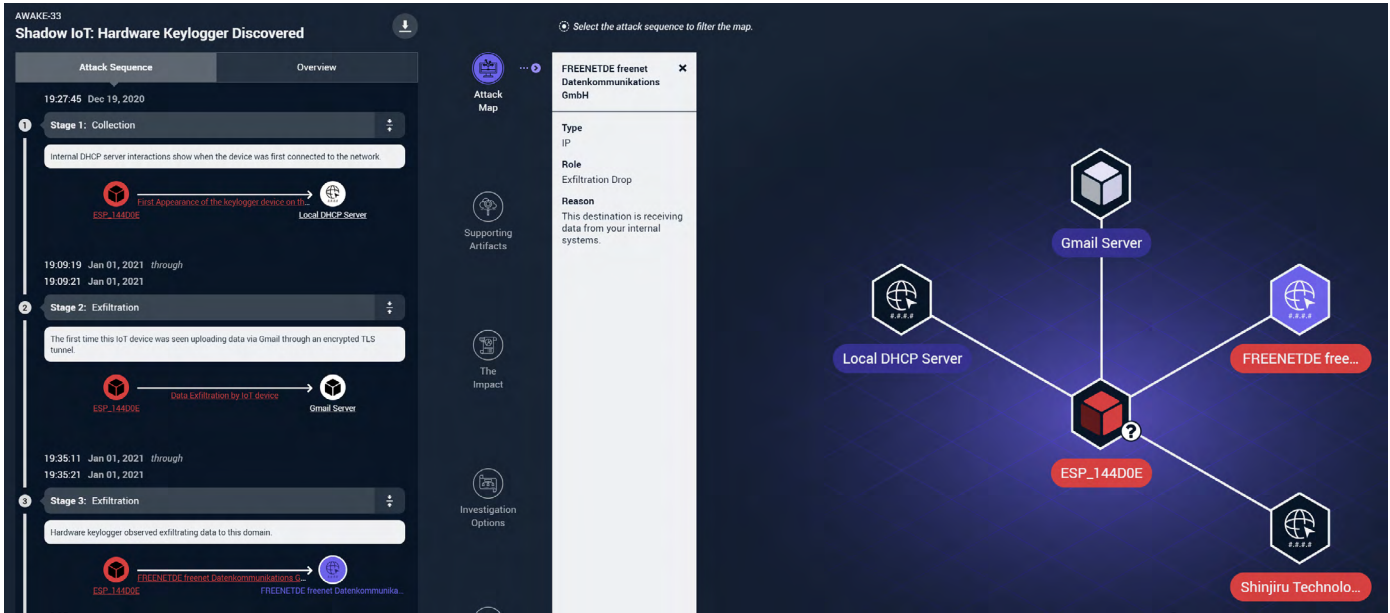 AWAKE-33
Shadow IoT: Hardware Keylogger Discovered
Attack Sequence
Overview
19:27:45 Dec 19, 2020
1
Stage 1: Collection
Internal DHCP server interactions show when the device was first connected to the network.
First Appearance of the keylogger device on th...
ESP_144D0E
Local DHCP Server
19:09:19 Jan 01, 2021 through
19:09:21 Jan 01, 2021
2
Stage 2: Exfiltration
The first time this IoT device was seen uploading data via Gmail through an encrypted TLS
tunnel.
Data Exfiltration by IoT device
ESP_144D0E
Gmail Server
19:35:11 Jan 01, 2021 through
19:35:21 Jan 01, 2021
3
Stage 3: Exfiltration
Hardware keylogger observed exfiltrating data to this domain.
FREENETDE freenet Datenkommunikations G...
ESP_144D0E
FREENETDE freenet Datenkommunika...
Attack
Map
Supporting
Artifacts
The
Impact
Investigation
Options
Select the attack sequence to filter the map.
FREENETDE freenet
Datenkommunikations
GmbH
Type
IP
Role
Exfiltration Drop
Reason
This destination is receiving
data from your internal
systems.
Gmail Server
#.#.#.#
Local DHCP Server
#.#.#.#
FREENETDE free...
?
ESP_144D0E
#.#.#.#
Shinjiru Technolo...